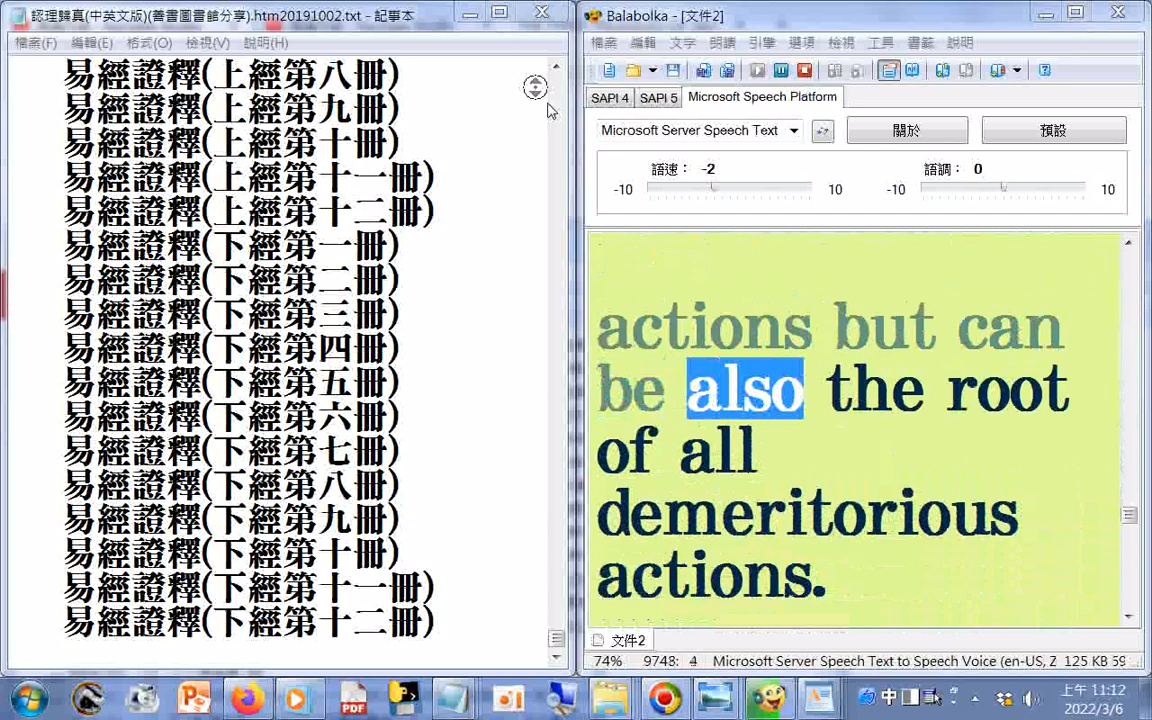 認理歸真(中英文版)(善書圖書館分享).htm20191002.txt - 記事本
檔案(F) 編輯(E) 格式(O) 檢視(V) 說明(H)
易經證釋(上經第八冊)
易經證釋(上經第九冊)
易經證釋(上經第十冊)
易經證釋(上經第十一冊)
易經證釋(上經第十二冊)
易經證釋(下經第一冊)
易經證釋(下經第二冊)
易經證釋(下經第三冊)
易經證釋(下經第四冊)
易經證釋(下經第五冊)
易經證釋(下經第六冊)
易經證釋(下經第七冊)
易經證釋(下經第八冊)
易經證釋(下經第九冊)
易經證釋(下經第十冊)
易經證釋(下經第十一冊)
易經證釋(下經第十二冊)
Balabolka - [文件2]
檔案 編輯 文字 朗讀 引擎 選項 檢視 工具 書籤 說明
SAPI 4 SAPI 5 Microsoft Speech Platform
Microsoft Server Speech Text 關於 預設
語速： -2 語調： 0
-10 10 -10 10
actions but can
be also the root
of all
demeritorious
actions.
文件2
74% 9748: 4 Microsoft Server Speech Text to Speech Voice (en-US, Z 125 KB 59
PDF 中 上午 11:12
2022/3/6